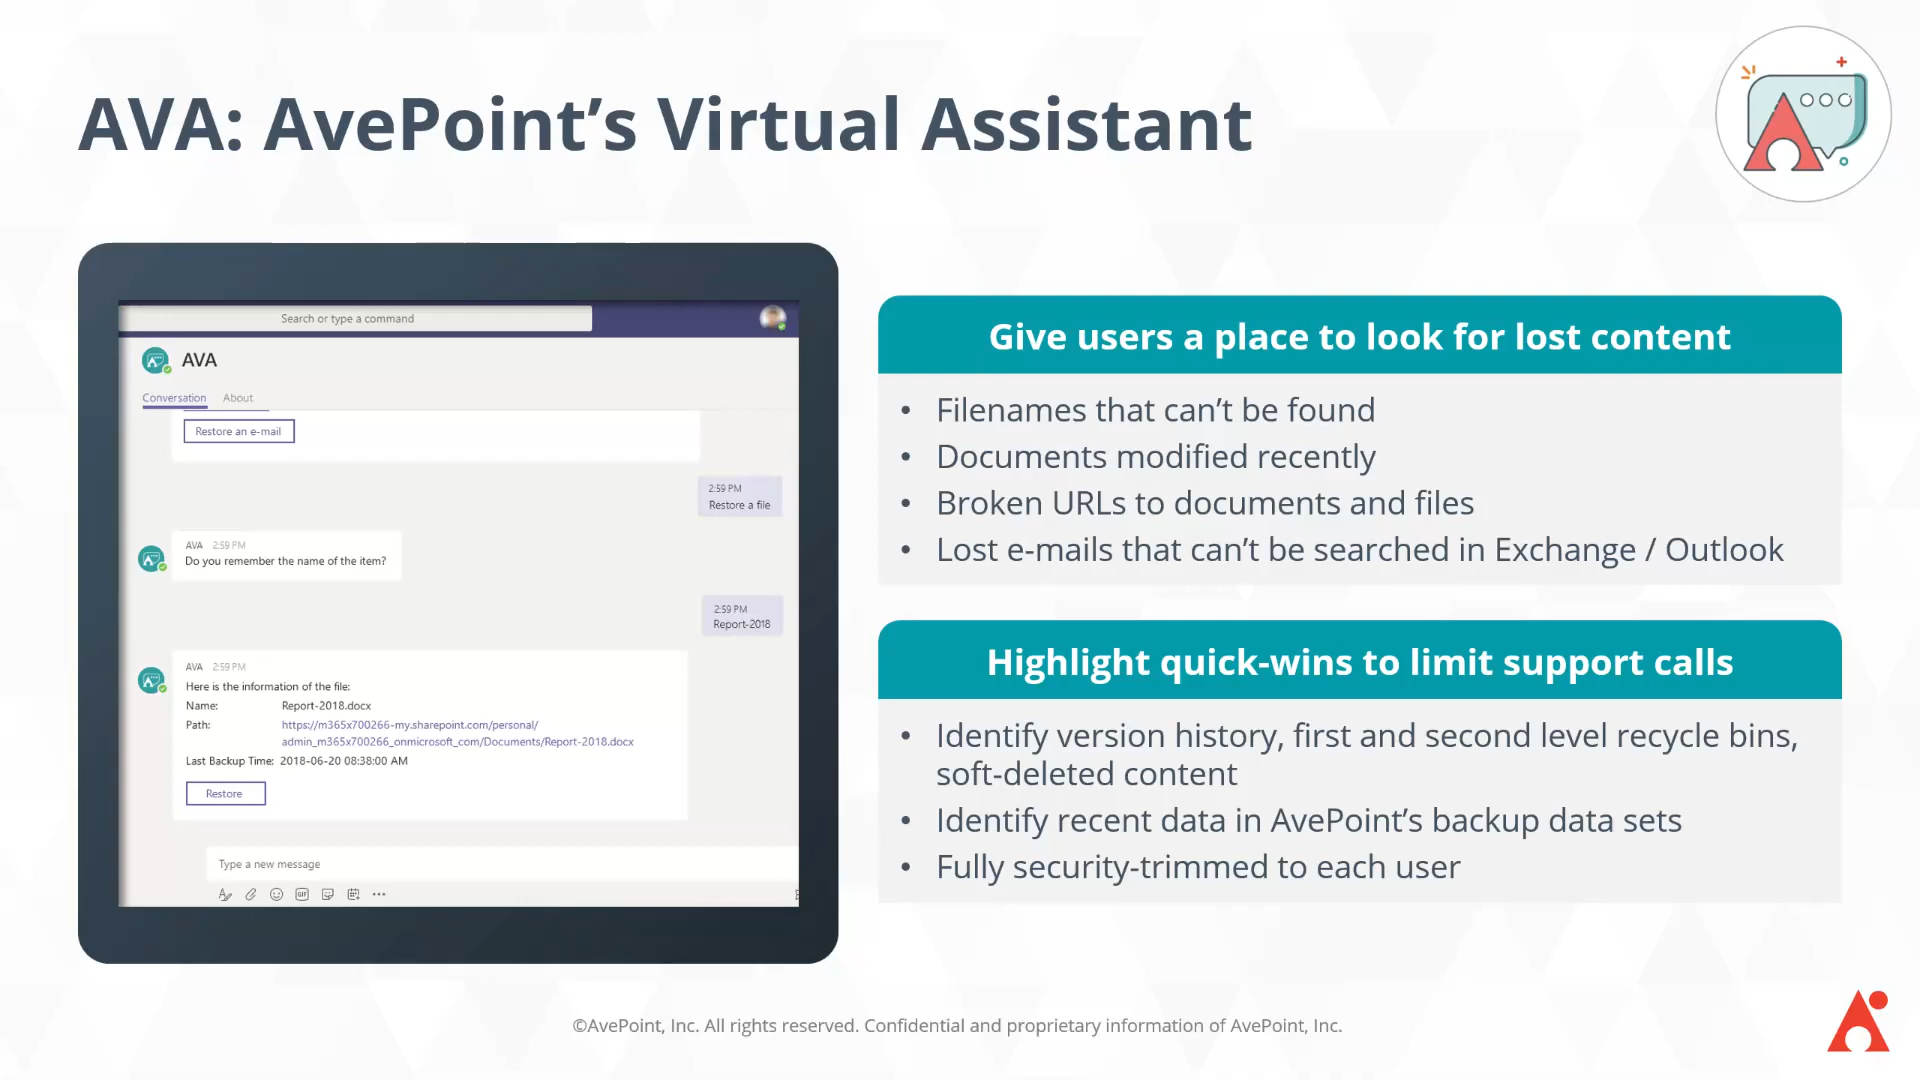 AVA: AvePoint’s Virtual Assistant
Search or type a command
AVA
Conversation About
Restore an e-mail
2:59 PM
Restore a file
AVA 2:59 PM
Do you remember the name of the item?
2:59 PM
Report-2018
AVA 2:59 PM
Here is the information of the file:
Name: Report-2018.docx
Path: https://m365x700266-my.sharepoint.com/personal/
admin_m365x700266_onmicrosoft_com/Documents/Report-2018.docx
Last Backup Time: 2018-06-20 08:38:00 AM
Restore
Type a new message
GIF
Give users a place to look for lost content
• Filenames that can’t be found
• Documents modified recently
• Broken URLs to documents and files
• Lost e-mails that can’t be searched in Exchange / Outlook
Highlight quick-wins to limit support calls
• Identify version history, first and second level recycle bins,
soft-deleted content
• Identify recent data in AvePoint’s backup data sets
• Fully security-trimmed to each user
©AvePoint, Inc. All rights reserved. Confidential and proprietary information of AvePoint, Inc.